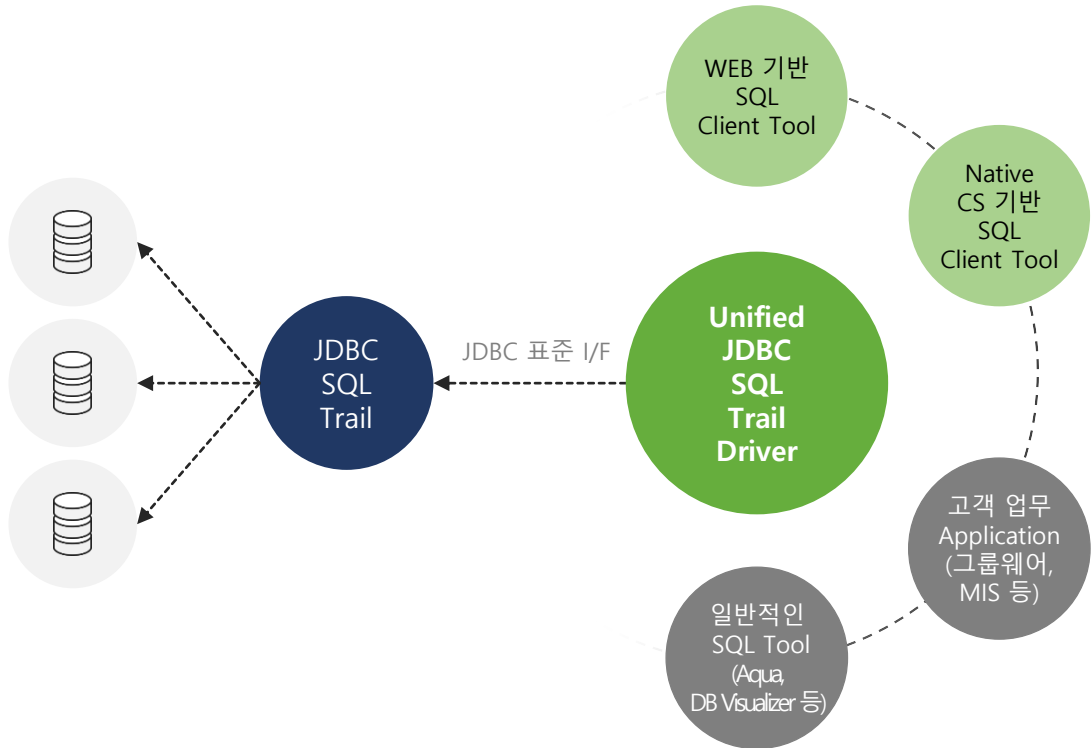 WEB 기반
SQL
Client Tool
Native
CS 기반
SQL
Client Tool
JDBC
SQL
Trail
JDBC 표준 I/F
Unified
JDBC
SQL
Trail
Driver
고객 업무
Application
(그룹웨어,
MIS 등)
일반적인
SQL Tool
(Aqua,
DB Visualizer 등)